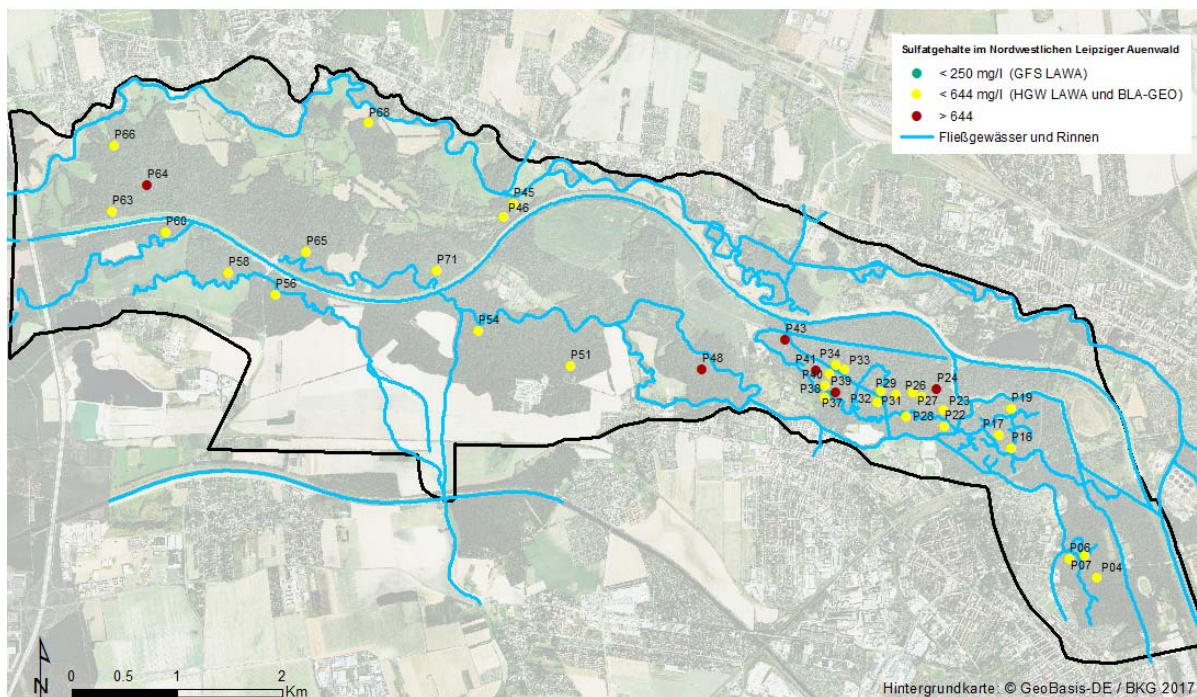 Sulfatgehalte im Nordwestlichen Leipziger Auenwald
< 250 mg/l (GFS LAWA)
< 644 mg/l (HGW LAWA und BLA-GEO)
> 644
Fließgewässer und Rinnen
P68
P66
P64
P63
P60
P45
P46
P65
P71
P58
P56
P54
P51
P43
P48
P41
P34
P33
P40
P39
P38
P37
P32
P29
P31
P26
P27
P24
P28
P23
P22
P19
P17
P16
P06
P07
P04
N
0
0.5
1
2
Km
Hintergrundkarte: © GeoBasis-DE / BKG 2017